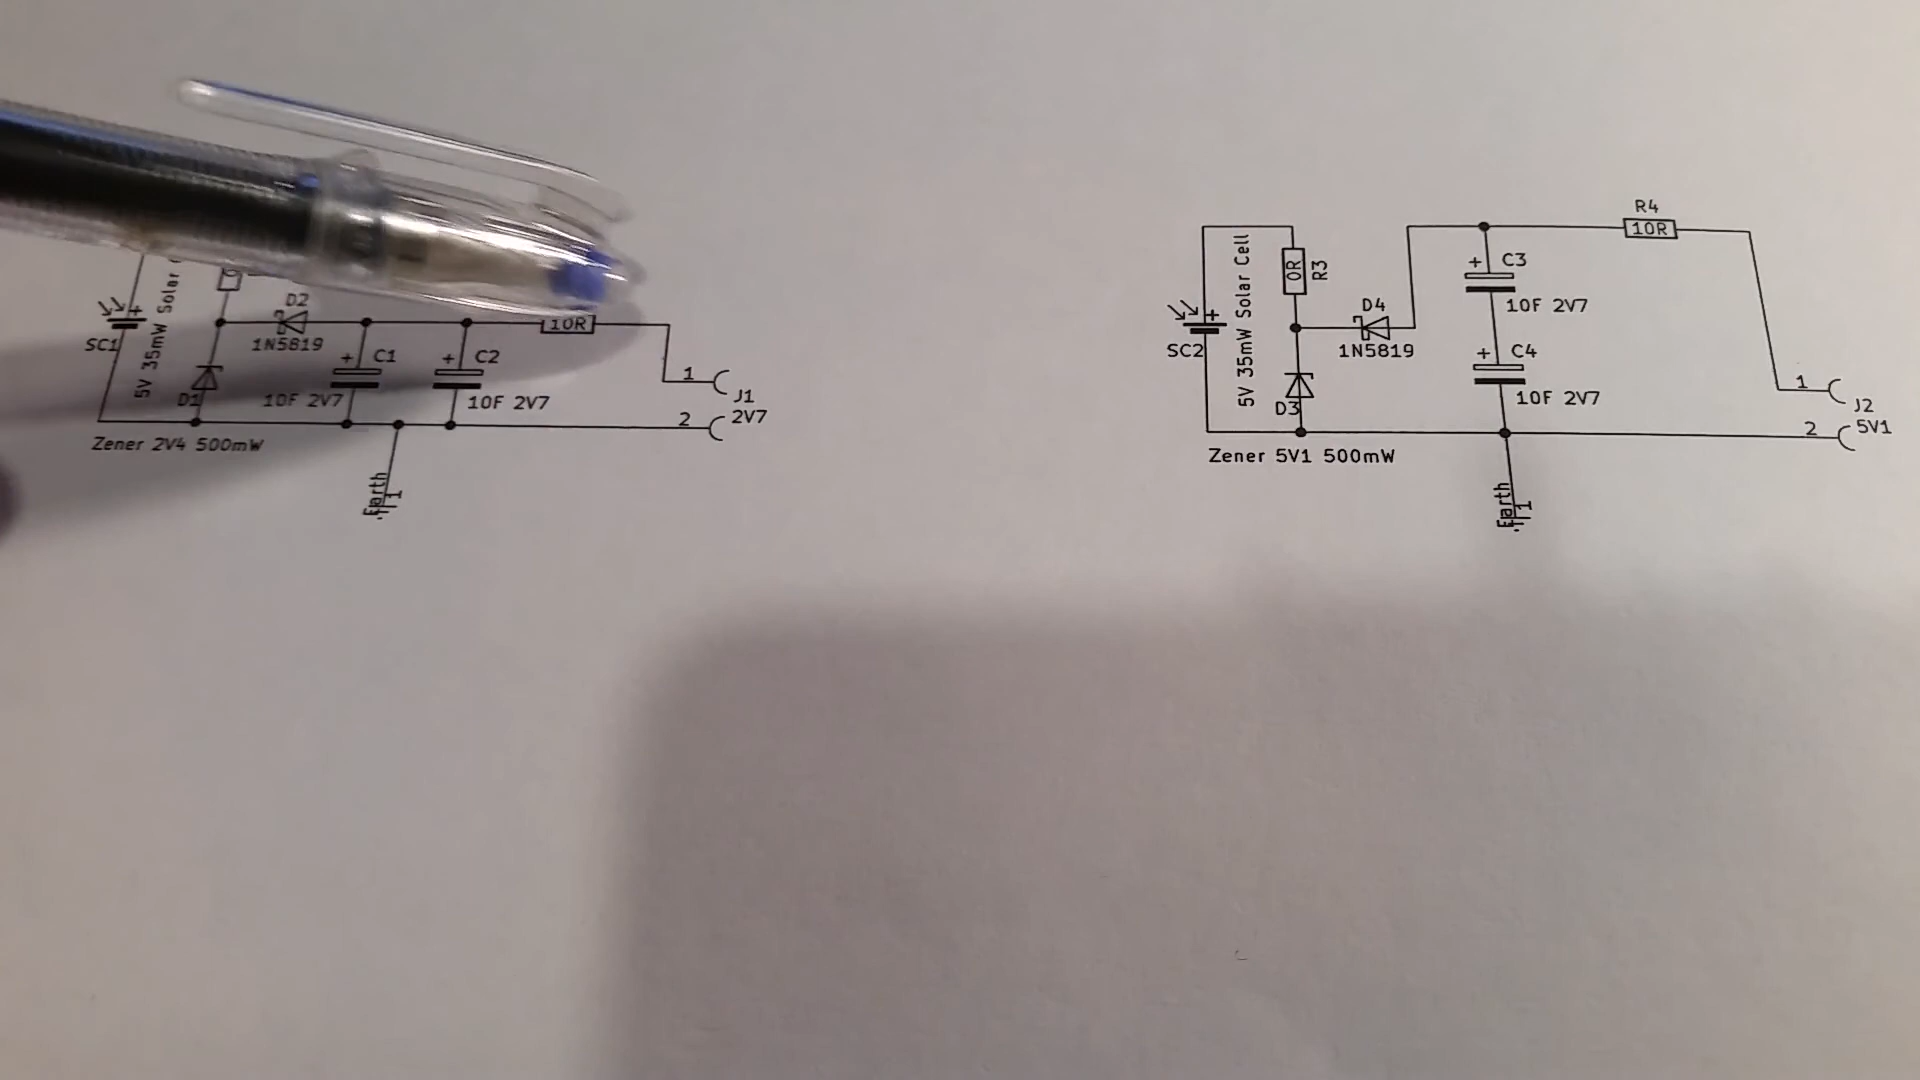 SC1
5V 35mW Solar
D2
1N5819
D1
C1
10F 2V7
C2
10F 2V7
10R
1
2
J1
2V7
Zener 2V4 500mW
Earth
1
SC2
5V 35mW Solar Cell
0R
R3
D4
1N5819
D3
C3
10F 2V7
C4
10F 2V7
R4
10R
1
2
J2
5V1
Zener 5V1 500mW
Earth
1